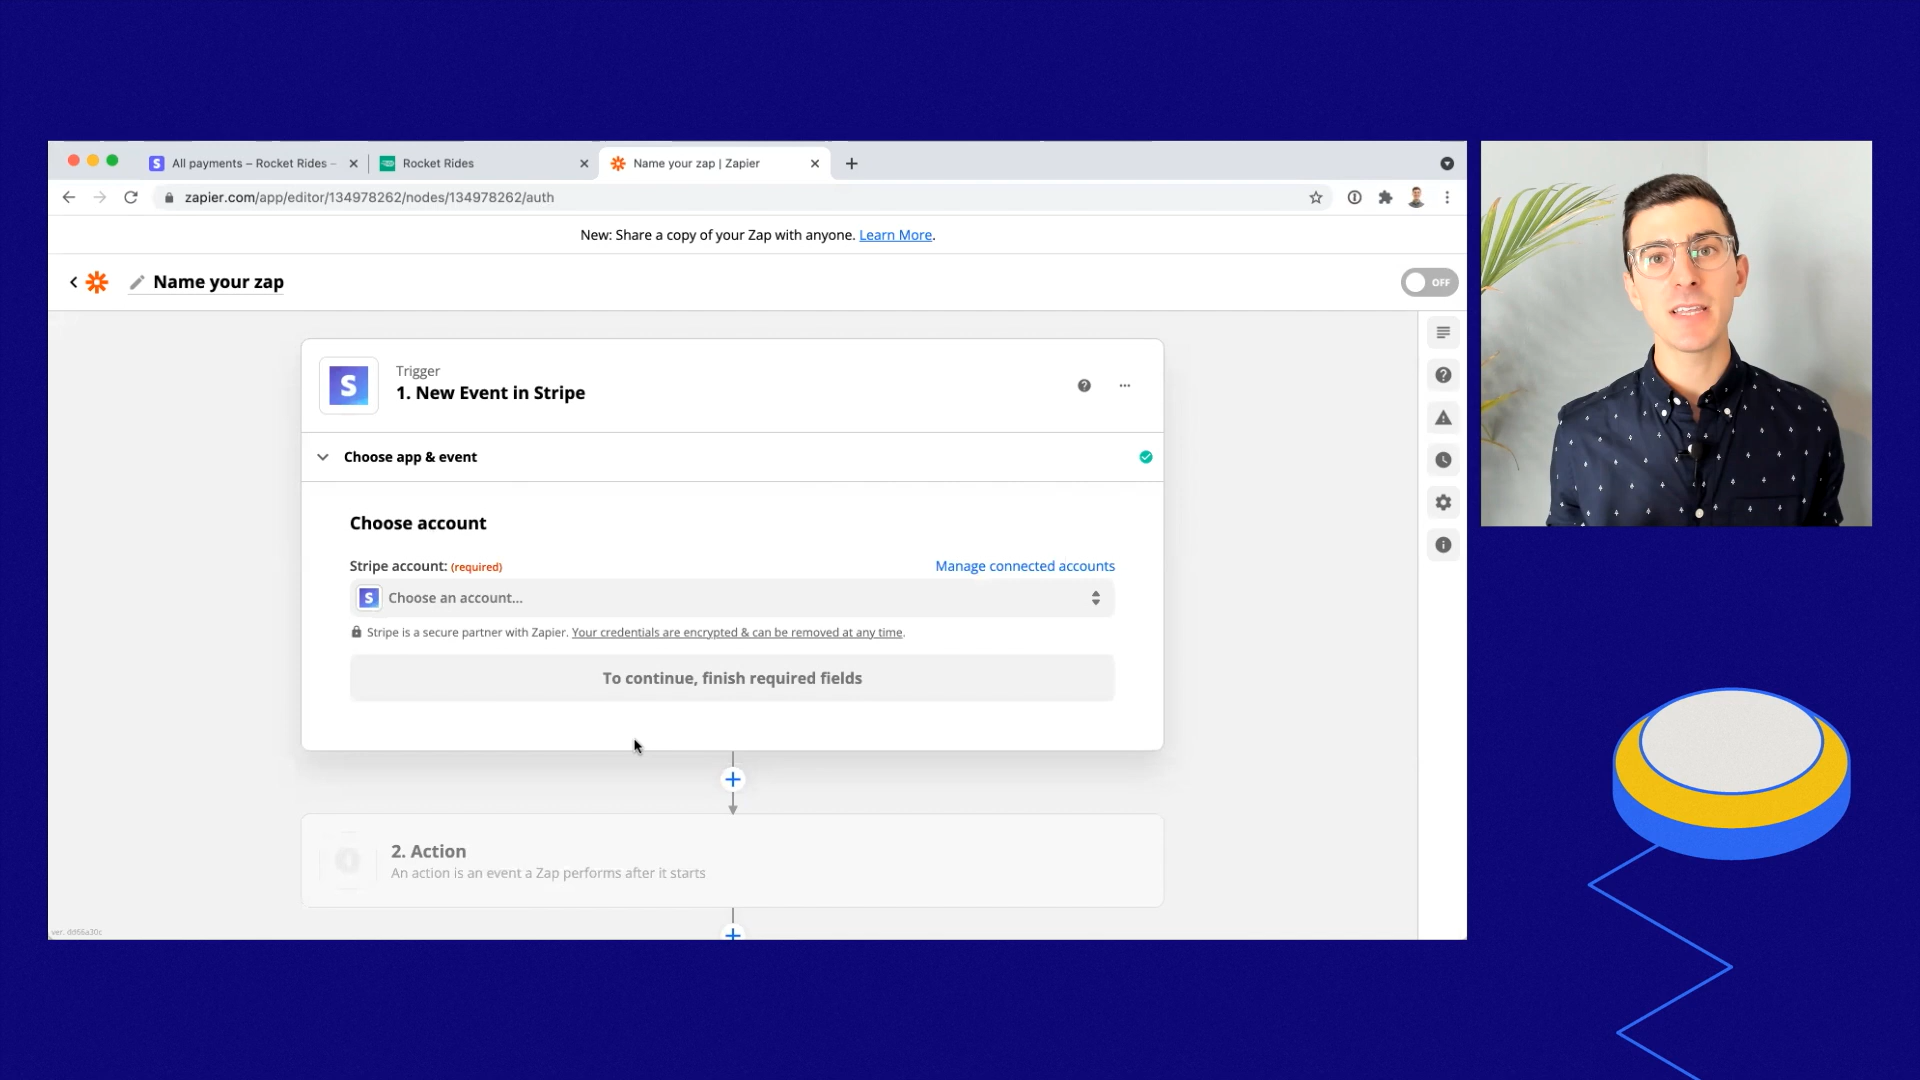 All payments – Rocket Rides –
Rocket Rides
Name your zap | Zapier
zapier.com/app/editor/134978262/nodes/134978262/auth
New: Share a copy of your Zap with anyone. Learn More.
Name your zap
OFF
S
Trigger
1. New Event in Stripe
Choose app & event
Choose account
Stripe account: (required)
Manage connected accounts
S
Choose an account...
Stripe is a secure partner with Zapier. Your credentials are encrypted & can be removed at any time.
To continue, finish required fields
2. Action
An action is an event a Zap performs after it starts